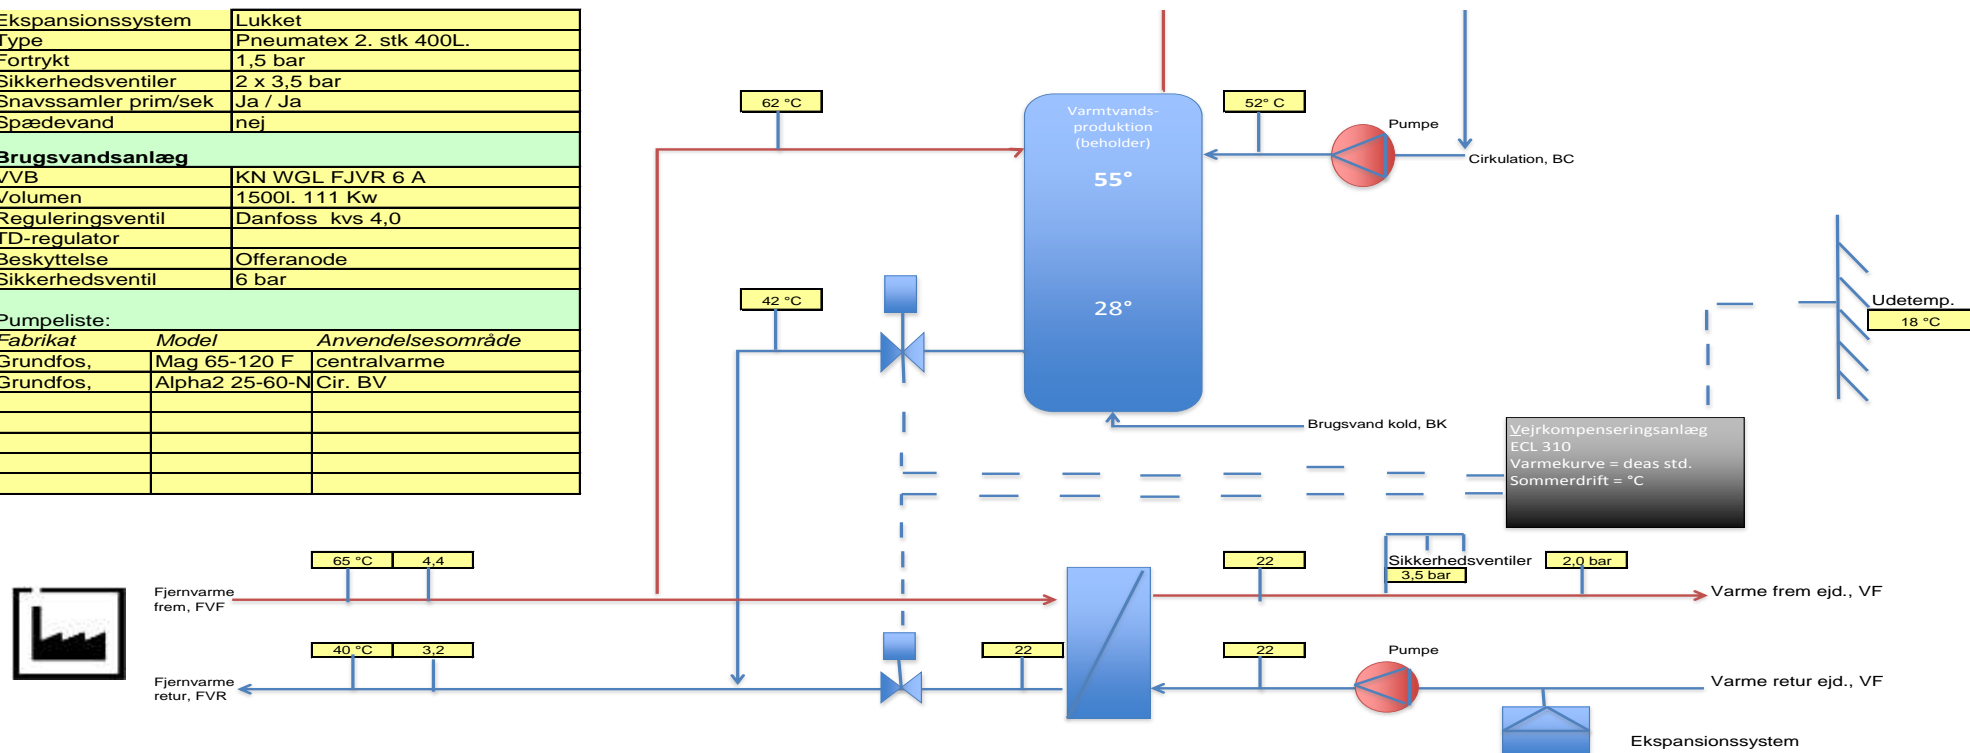 Ekspansionssystem Lukket
Type Pneumatex 2. stk 400L.
Fortrykt 1,5 bar
Sikkerhedsventiler 2 x 3,5 bar
Snavssamler prim/sek Ja / Ja
Spædevand nej
Brugsvandsanlæg
VVB KN WGL FJVR 6 A
Volumen 1500l. 111 Kw
Reguleringsventil Danfoss kvs 4,0
TD-regulator
Beskyttelse Offeranode
Sikkerhedsventil 6 bar
Pumpeliste:
Fabrikat Model Anvendelsesområde
Grundfos, Mag 65-120 F centralvarme
Grundfos, Alpha2 25-60-N Cir. BV
62 °C
Varmtvands-
produktion
(beholder)
55°
28°
52° C
Pumpe
Cirkulation, BC
42 °C
Udetemp.
18 °C
Brugsvand kold, BK
Vejrkompenseringsanlæg
ECL 310
Varmekurve = deas std.
Sommerdrift = °C
65 °C 4,4
Fjernvarme
frem, FVF
22
Sikkerhedsventiler
3,5 bar
2,0 bar
Varme frem ejd., VF
40 °C 3,2
Fjernvarme
retur, FVR
22
22
Pumpe
Varme retur ejd., VF
Ekspansionssystem